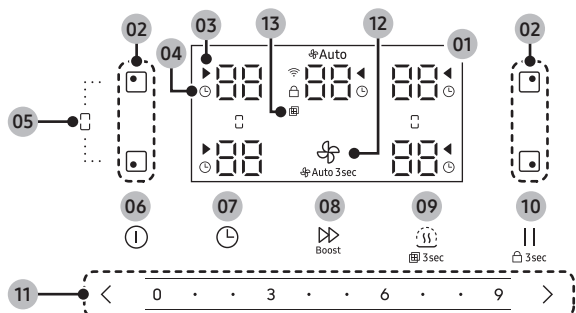 02 03 13 12 02
04 Auto 01
88 88 88
05
88 88
Auto 3sec
06 07 08 09 10
Boost 3sec 3sec
11 < 0 · · 3 · · 6 · · 9 >